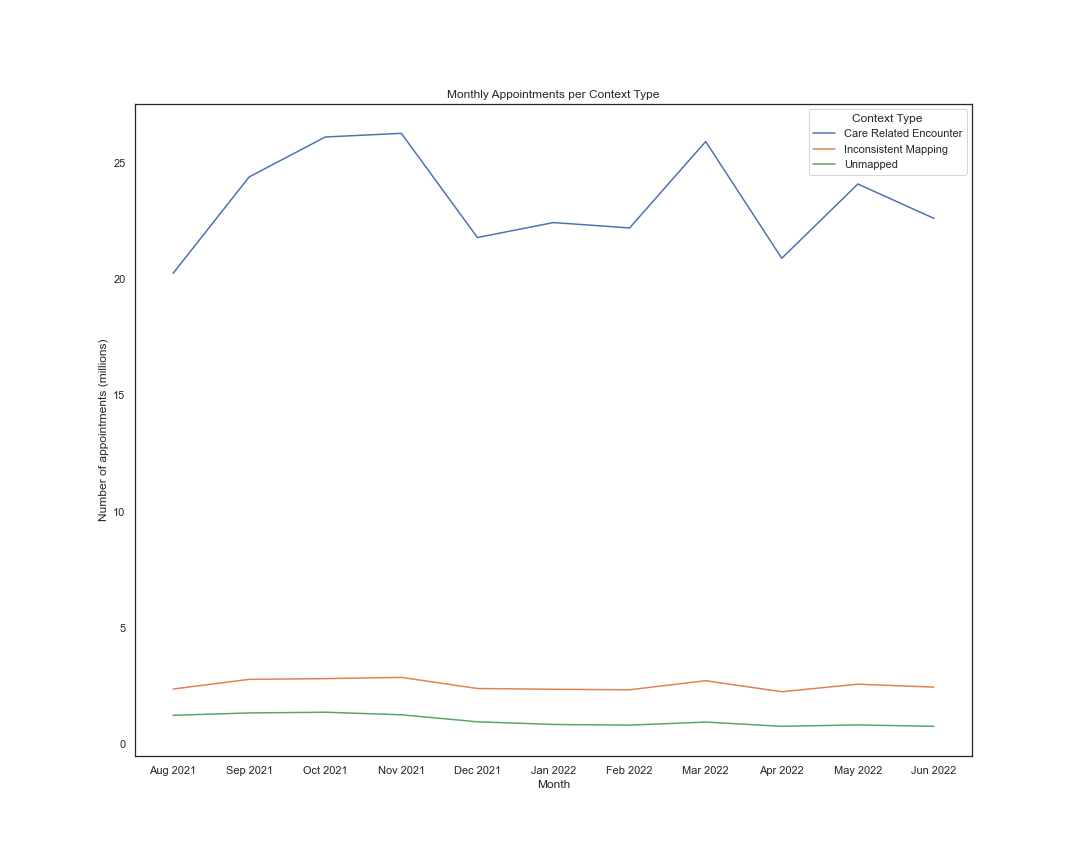 Monthly Appointments per Context Type
Context Type
Care Related Encounter
Inconsistent Mapping
Unmapped
Number of appointments (millions)
25
20
15
10
5
0
Aug 2021 Sep 2021 Oct 2021 Nov 2021 Dec 2021 Jan 2022 Feb 2022 Mar 2022 Apr 2022 May 2022 Jun 2022
Month